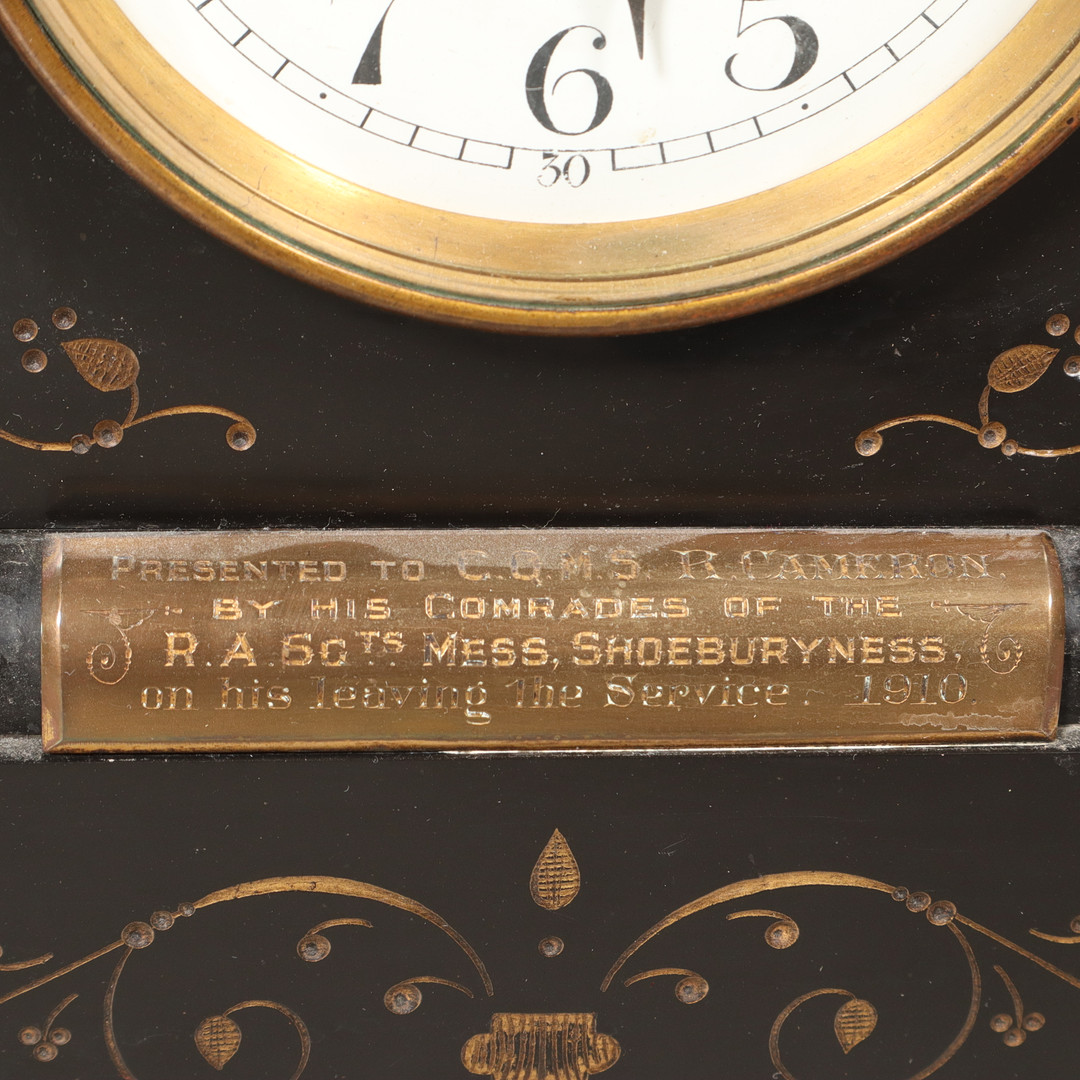 7 6 5
30
PRESENTED TO C.Q.M.S. R. CAMERON.
BY HIS COMRADES OF THE
R.A. SGTS. MESS, SHOEBURYNESS,
on his leaving the Service. 1910.